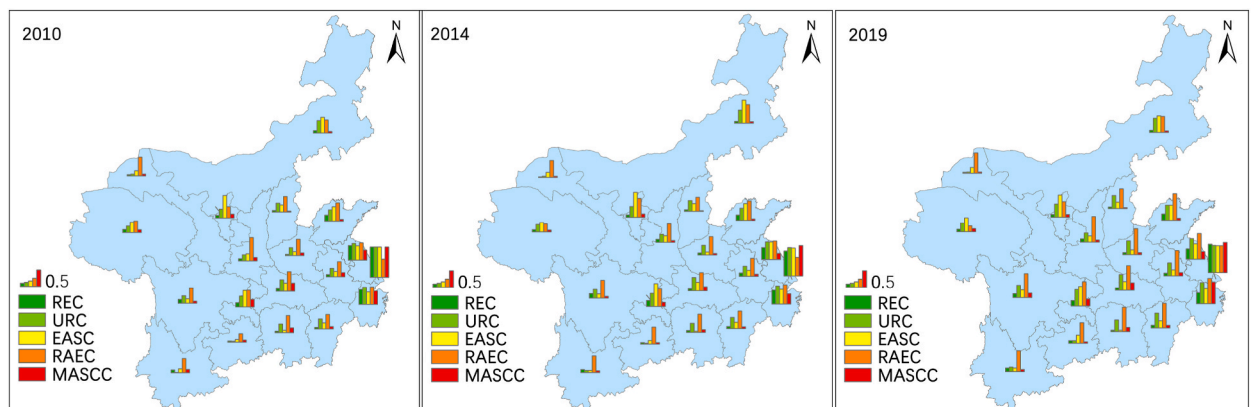 2010
N
0.5
REC
URC
EASC
RAEC
MASCC
2014
N
0.5
REC
URC
EASC
RAEC
MASCC
2019
N
0.5
REC
URC
EASC
RAEC
MASCC